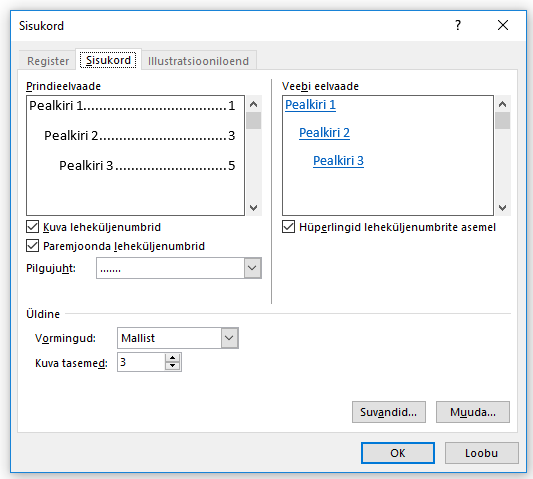 Sisukord
Register
Sisukord
Illustratsiooniloend
Prindieelvaade
Pealkiri 1....................................1
Pealkiri 2................................3
Pealkiri 3............................5
Kuva leheküljenumbrid
Paremjoonda leheküljenumbrid
Pilgujuht: .......
Veebi eelvaade
Pealkiri 1
Pealkiri 2
Pealkiri 3
Hüperlingid leheküljenumbrite asemel
Üldine
Vormingud: Mallist
Kuva tasemed: 3
Suvandid... Muuda...
OK Loobu